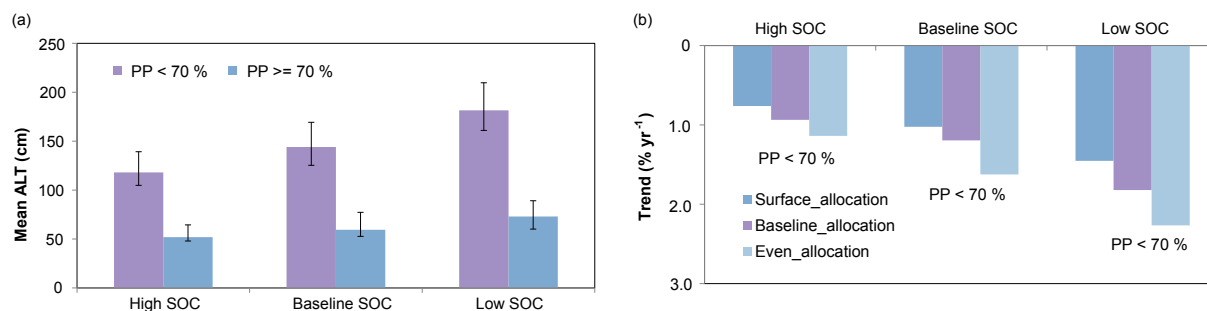 (a)
250
200
150
100
50
0
Mean ALT (cm)
PP < 70 %
PP >= 70 %
High SOC
Baseline SOC
Low SOC
(b)
High SOC
Baseline SOC
Low SOC
0
1.0
2.0
3.0
Trend (% yr⁻¹)
PP < 70 %
PP < 70 %
PP < 70 %
Surface_allocation
Baseline_allocation
Even_allocation